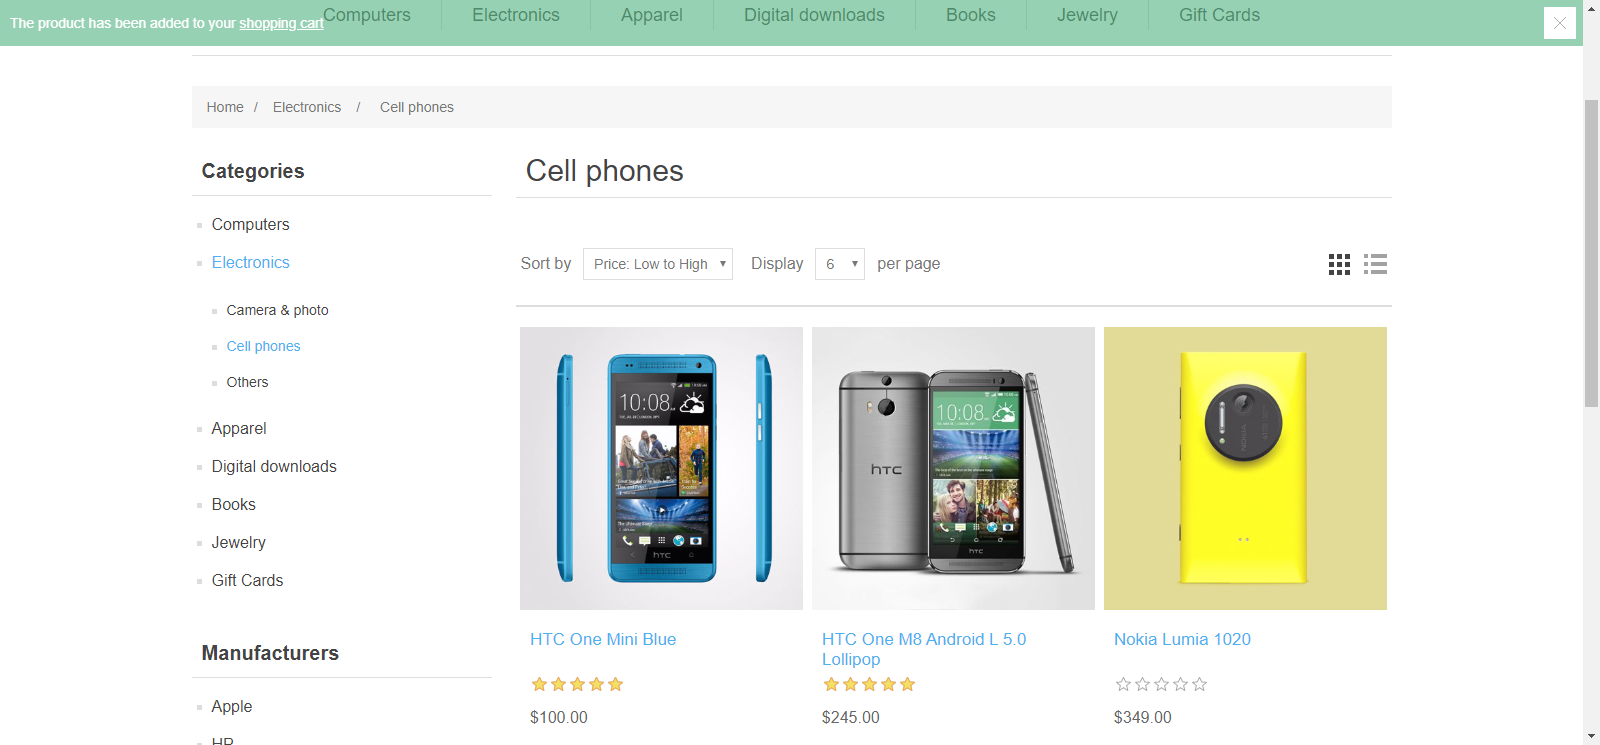 Computers Electronics Apparel Digital downloads Books Jewelry Gift Cards
The product has been added to your shopping cart
Home / Electronics / Cell phones
Categories
Computers
Electronics
Camera & photo
Cell phones
Others
Apparel
Digital downloads
Books
Jewelry
Gift Cards
Manufacturers
Apple
HP
Cell phones
Sort by Price: Low to High Display 6 per page
10:08
htc
hTC
10:08
htc
NOKIA
HTC One Mini Blue
$100.00
HTC One M8 Android L 5.0
Lollipop
$245.00
Nokia Lumia 1020
$349.00